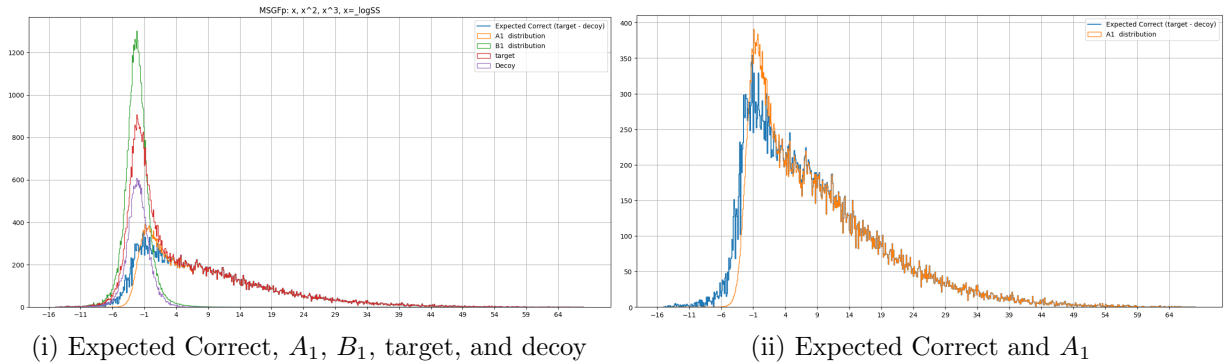 MSGFp: x, x^2, x^3, x=_logSS
Expected Correct (target - decoy)
A1 distribution
B1 distribution
target
Decoy
1200
1000
800
600
400
200
0
-16 -11 -6 -1 4 9 14 19 24 29 34 39 44 49 54 59 64
(i) Expected Correct, A₁, B₁, target, and decoy
Expected Correct (target - decoy)
A1 distribution
400
350
300
250
200
150
100
50
0
-16 -11 -6 -1 4 9 14 19 24 29 34 39 44 49 54 59 64
(ii) Expected Correct and A₁